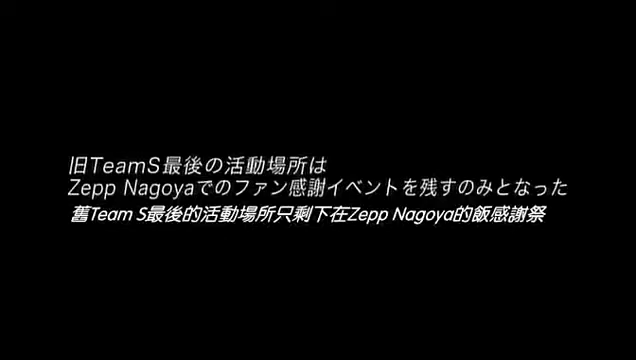 旧TeamS最後の活動場所は
Zepp Nagoyaでのファン感謝イベントを残すのみとなった
舊Team S最後的活動場所只剩下在Zepp Nagoya的飯感謝祭